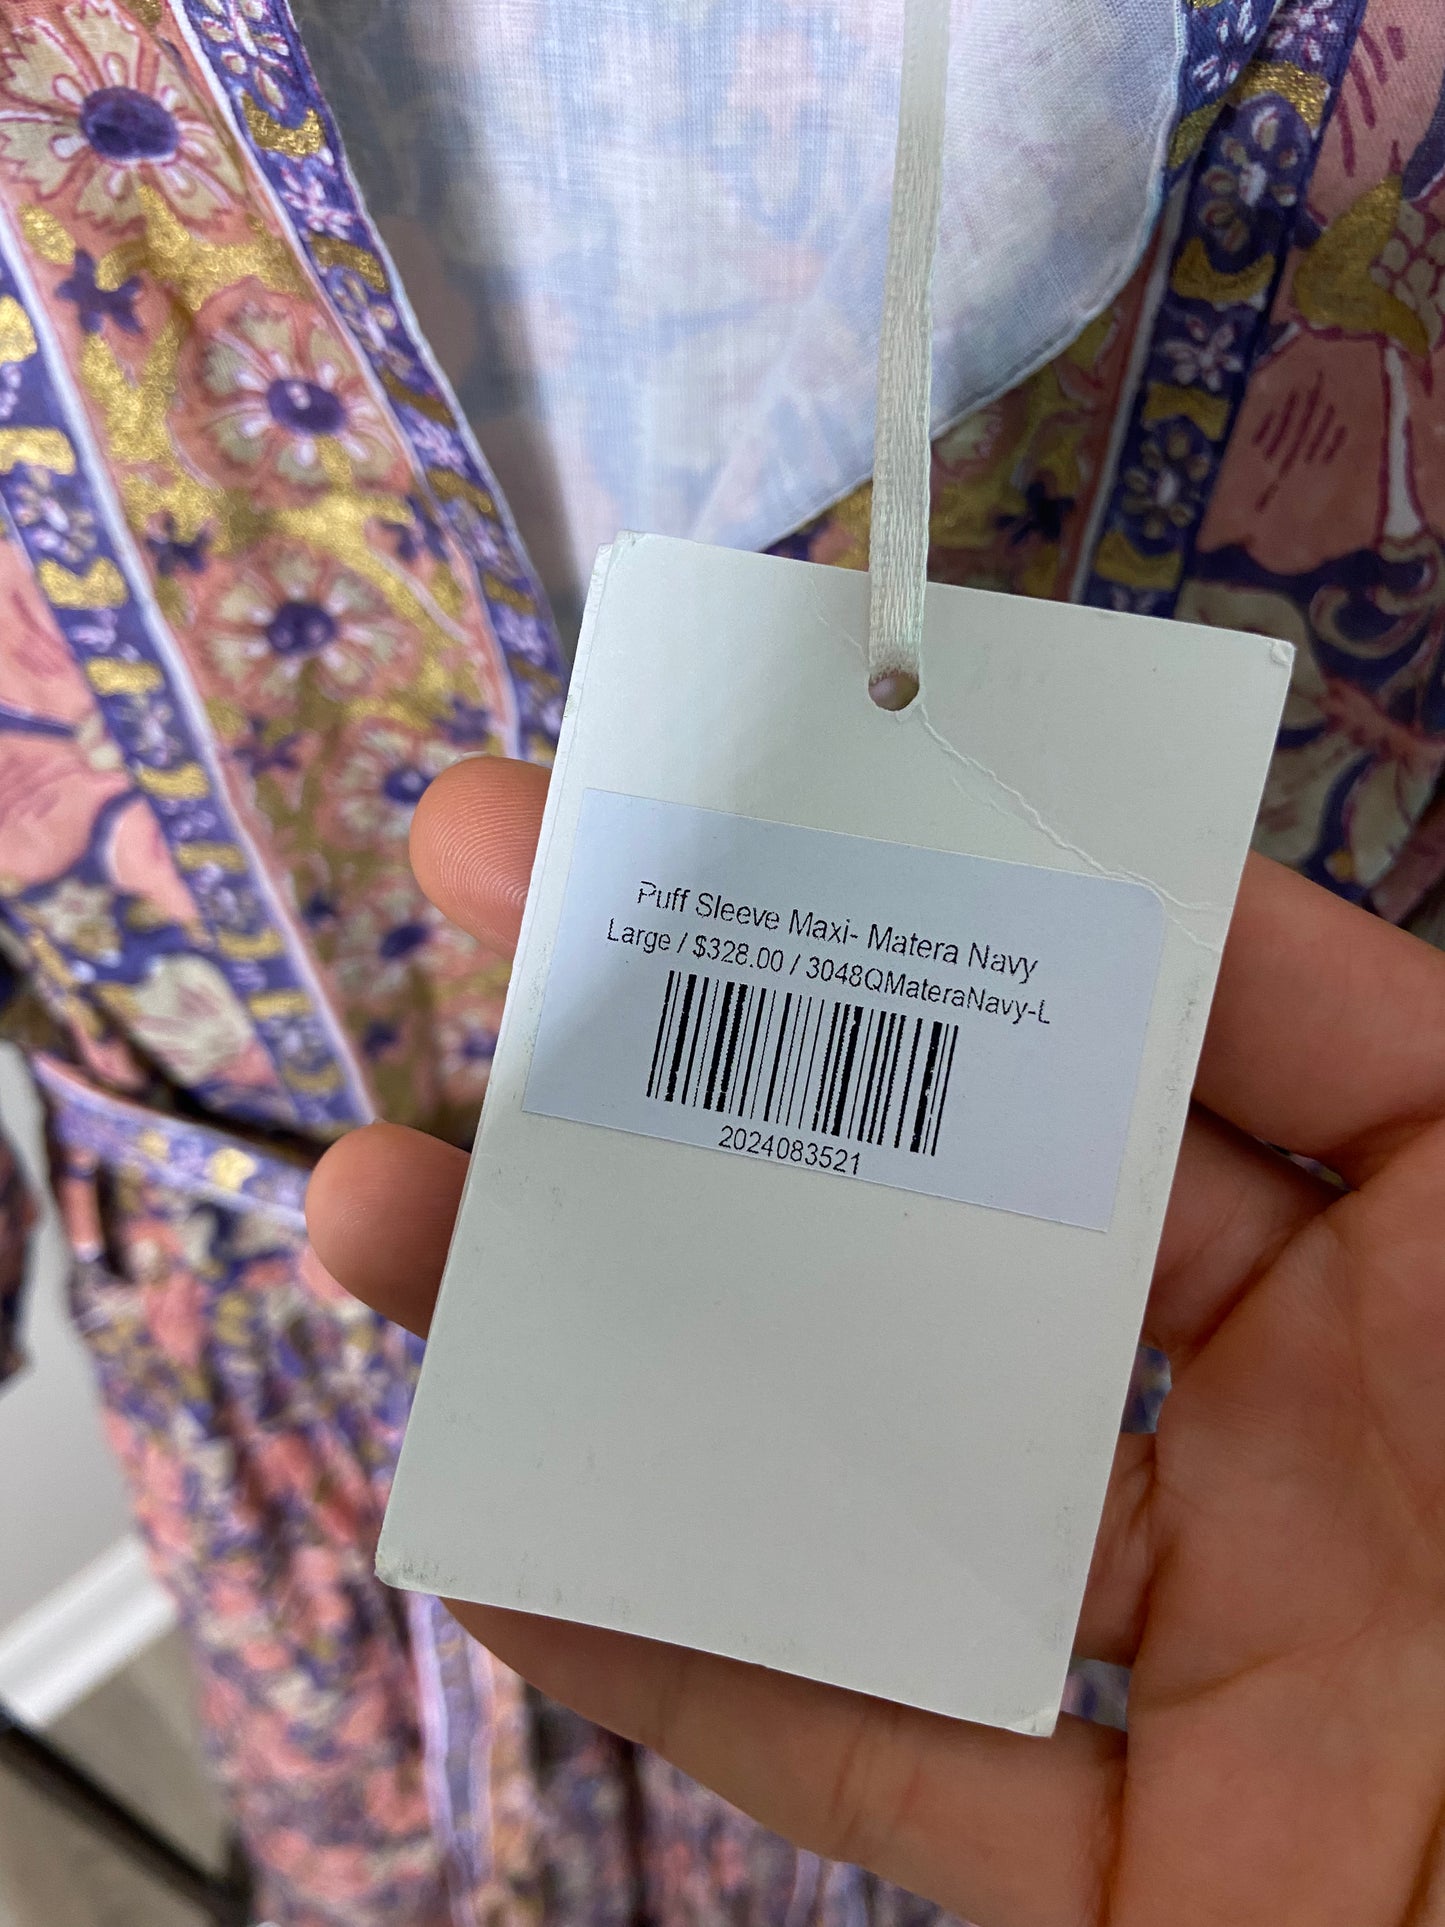 Puff Sleeve Maxi- Matera Navy
Large / $328.00 / 3048QMateraNavy-L
2024083521